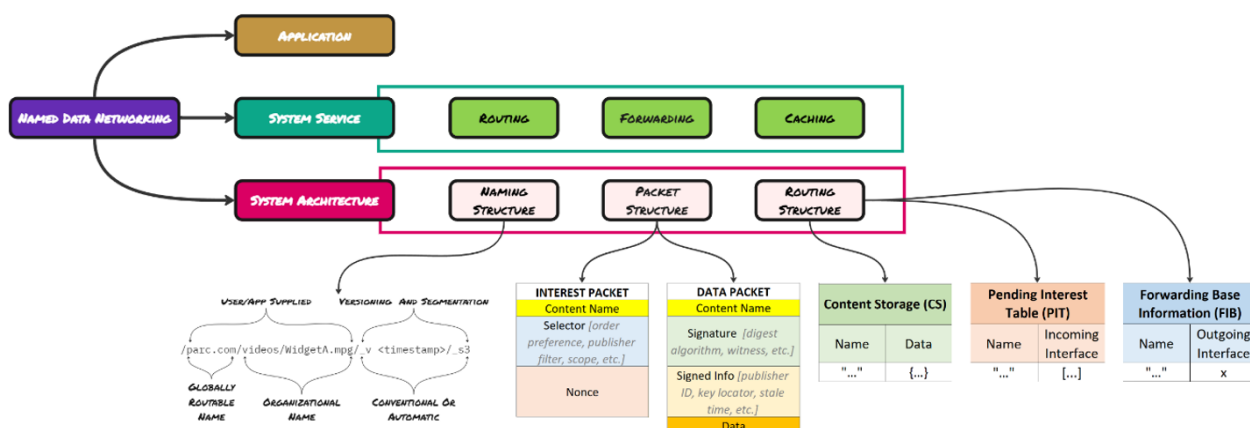 APPLICATION
NAMED DATA NETWORKING
SYSTEM SERVICE
ROUTING
FORWARDING
CACHING
SYSTEM ARCHITECTURE
NAMING
STRUCTURE
PACKET
STRUCTURE
ROUTING
STRUCTURE
USER/APP SUPPLIED
VERSIONING AND SEGMENTATION
/parc.com/videos/WidgetA.mpg/_v <timestamp>/_s3
GLOBALLY
ROUTABLE
NAME
ORGANIZATIONAL
NAME
CONVENTIONAL OR
AUTOMATIC
INTEREST PACKET
Content Name
Selector [order
preference, publisher
filter, scope, etc.]
Nonce
DATA PACKET
Content Name
Signature [digest
algorithm, witness, etc.]
Signed Info [publisher
ID, key locator, stale
time, etc.]
Data
Content Storage (CS)
Name Data
"..." {...}
Pending Interest
Table (PIT)
Name Incoming
Interface
"..." [...]
Forwarding Base
Information (FIB)
Name Outgoing
Interface
"..." x